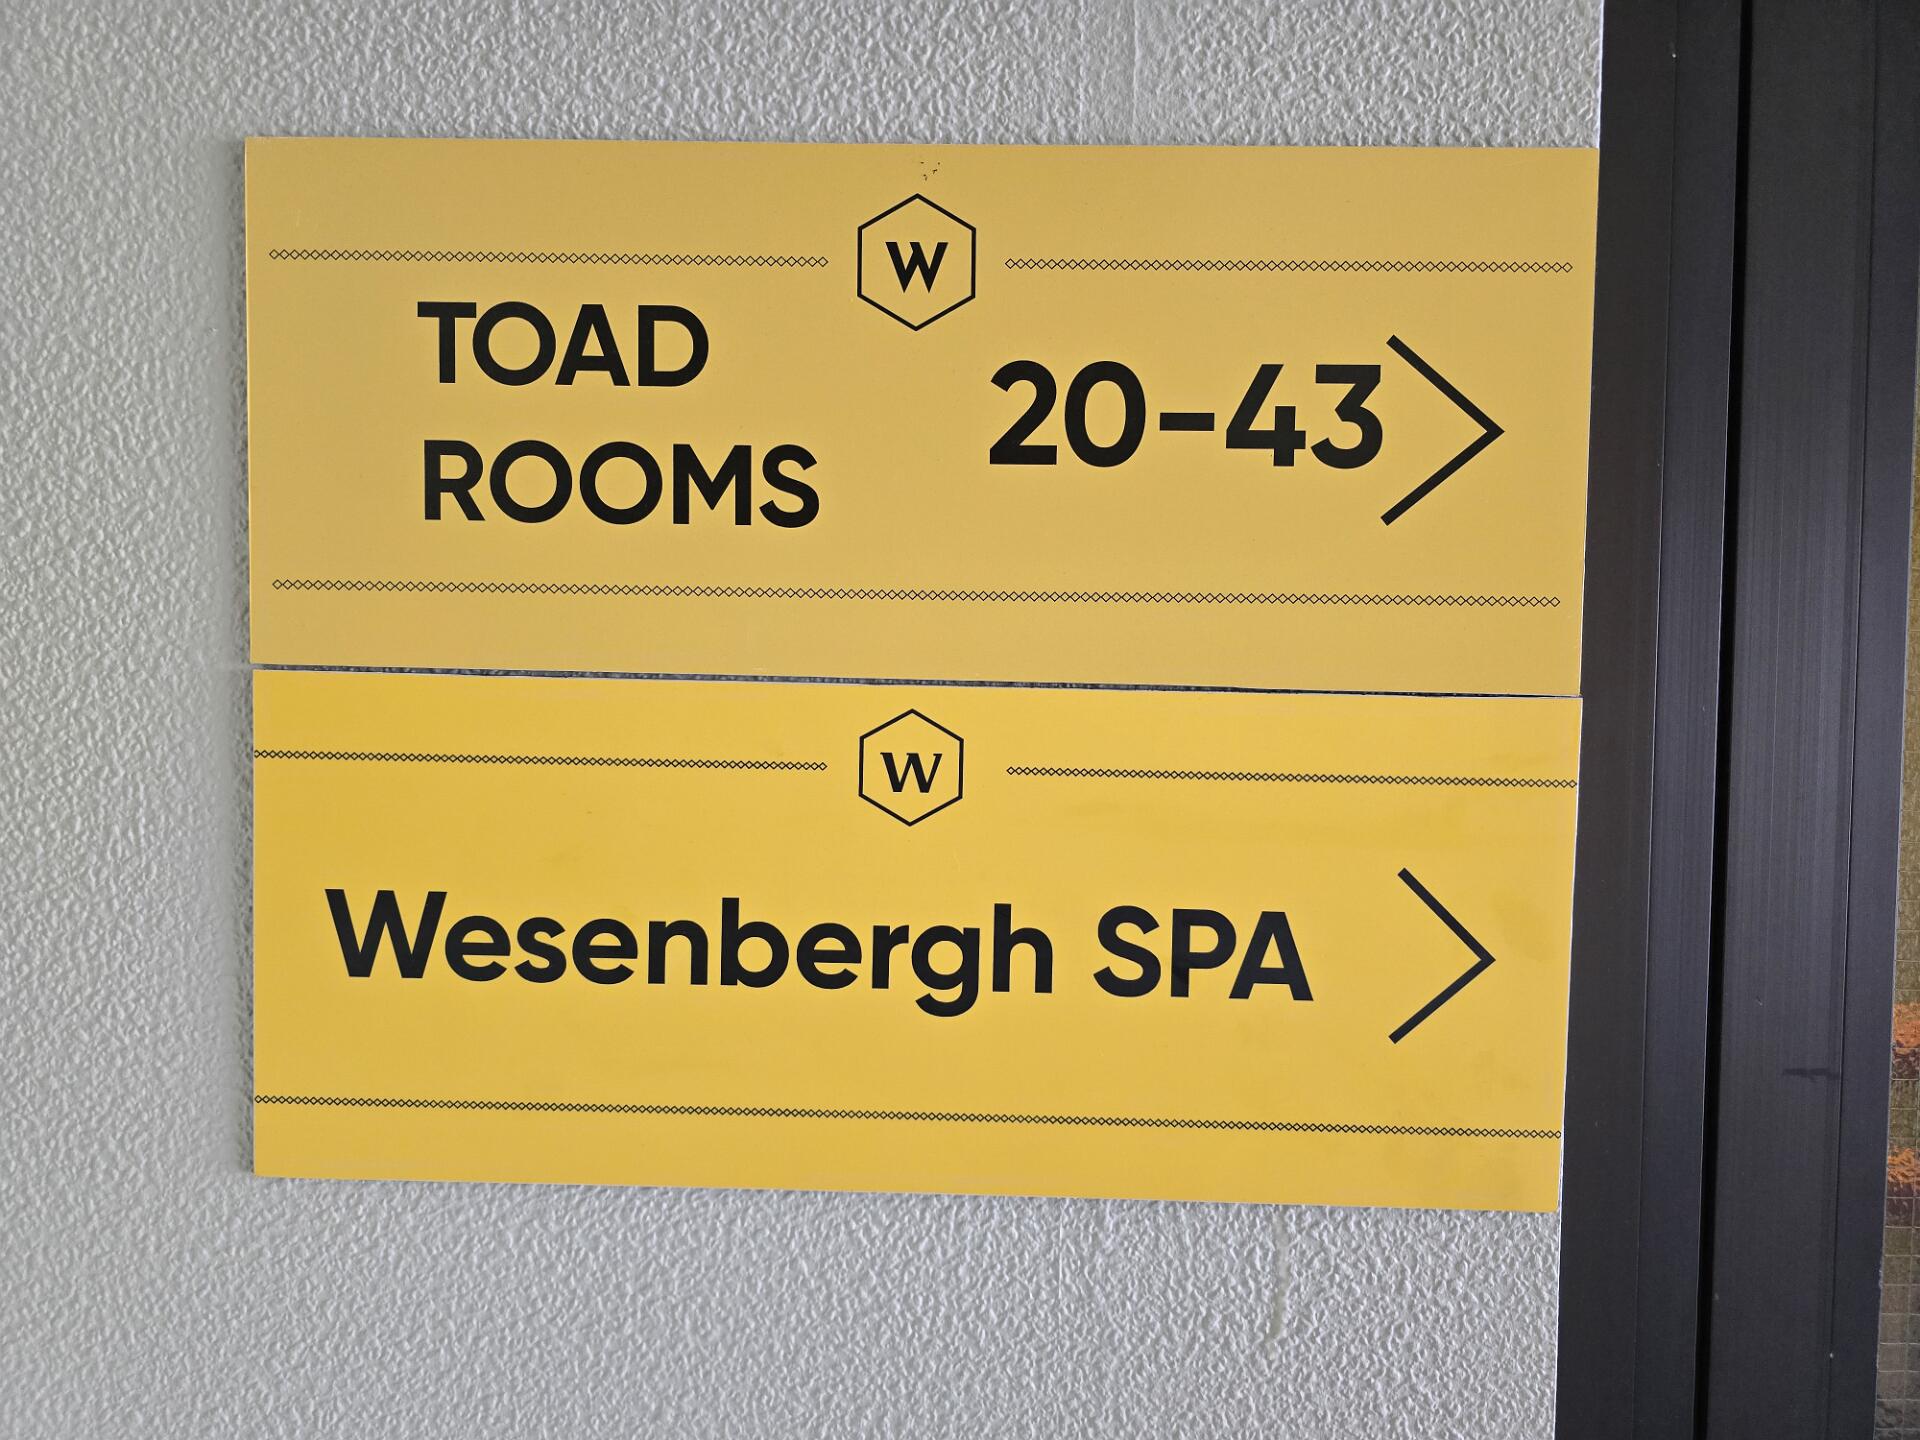 W
TOAD
ROOMS
20-43
W
Wesenbergh SPA